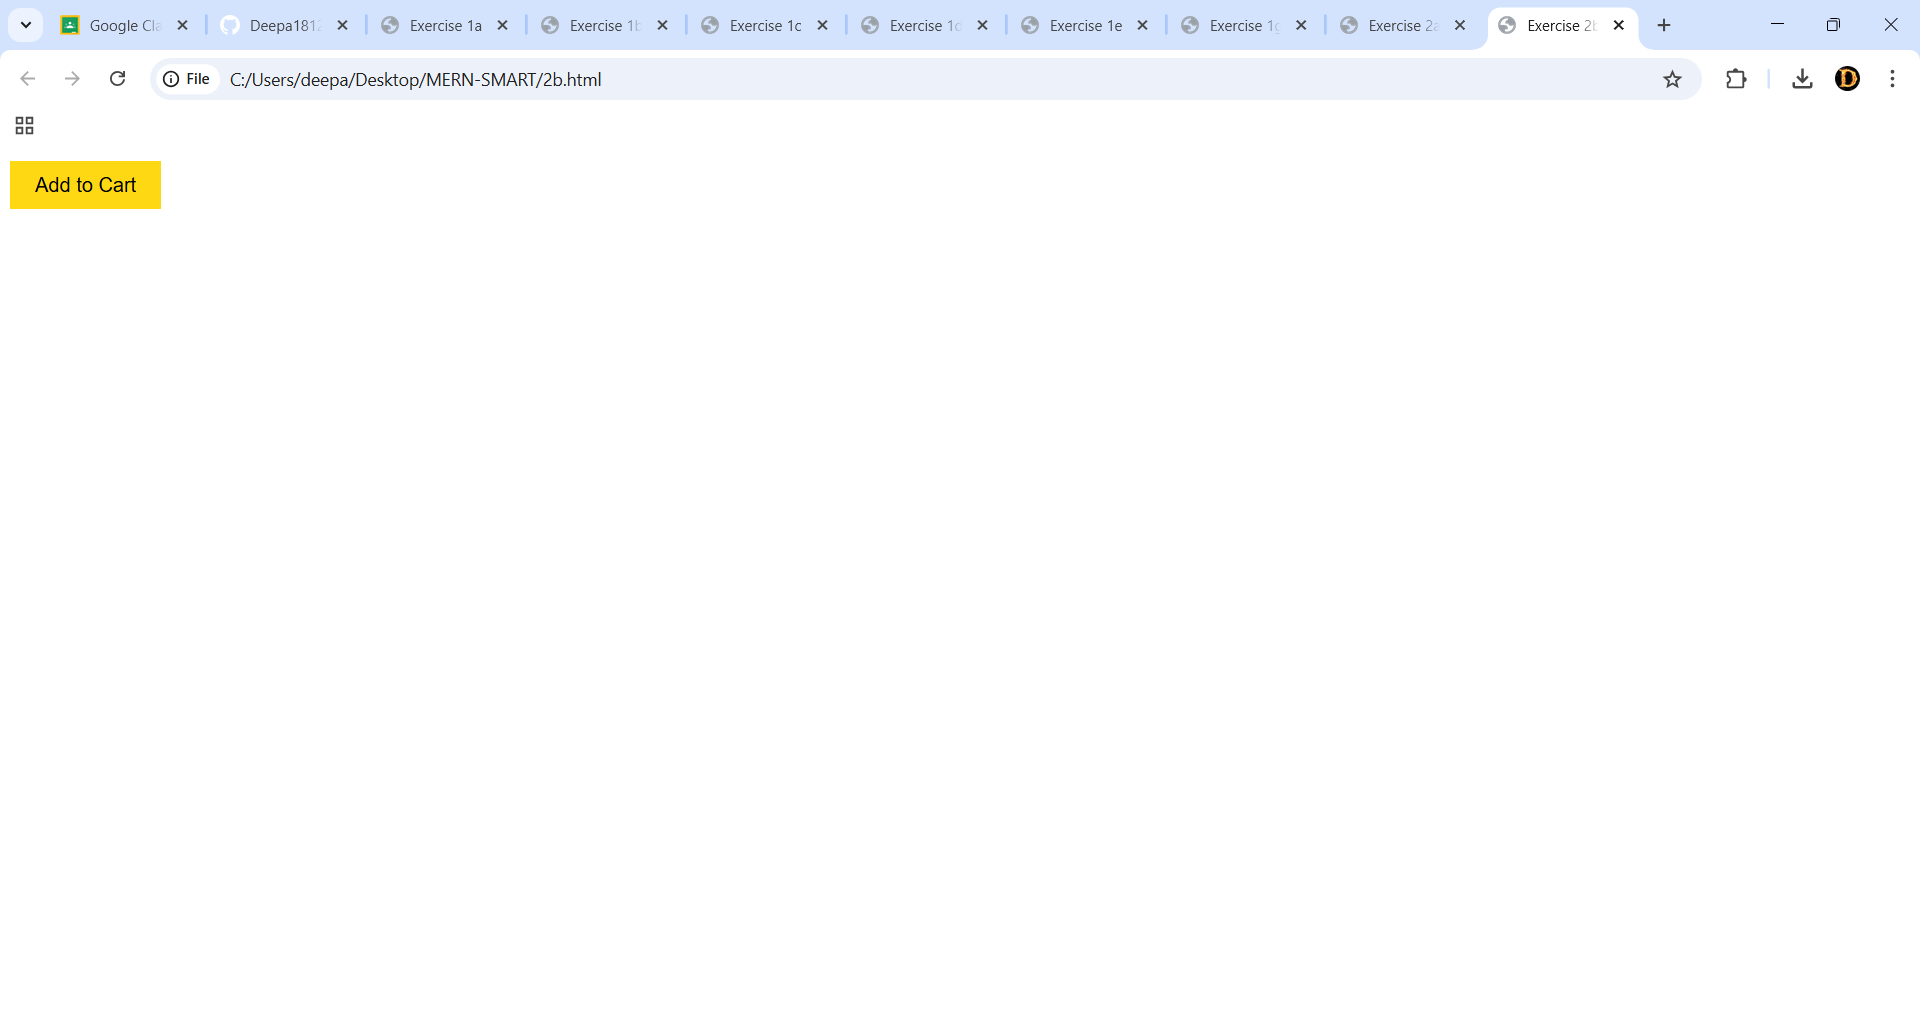 Google Cla
Deepa1812
Exercise 1a
Exercise 1b
Exercise 1c
Exercise 1d
Exercise 1e
Exercise 1g
Exercise 2a
Exercise 2b
File
C:/Users/deepa/Desktop/MERN-SMART/2b.html
D
Add to Cart